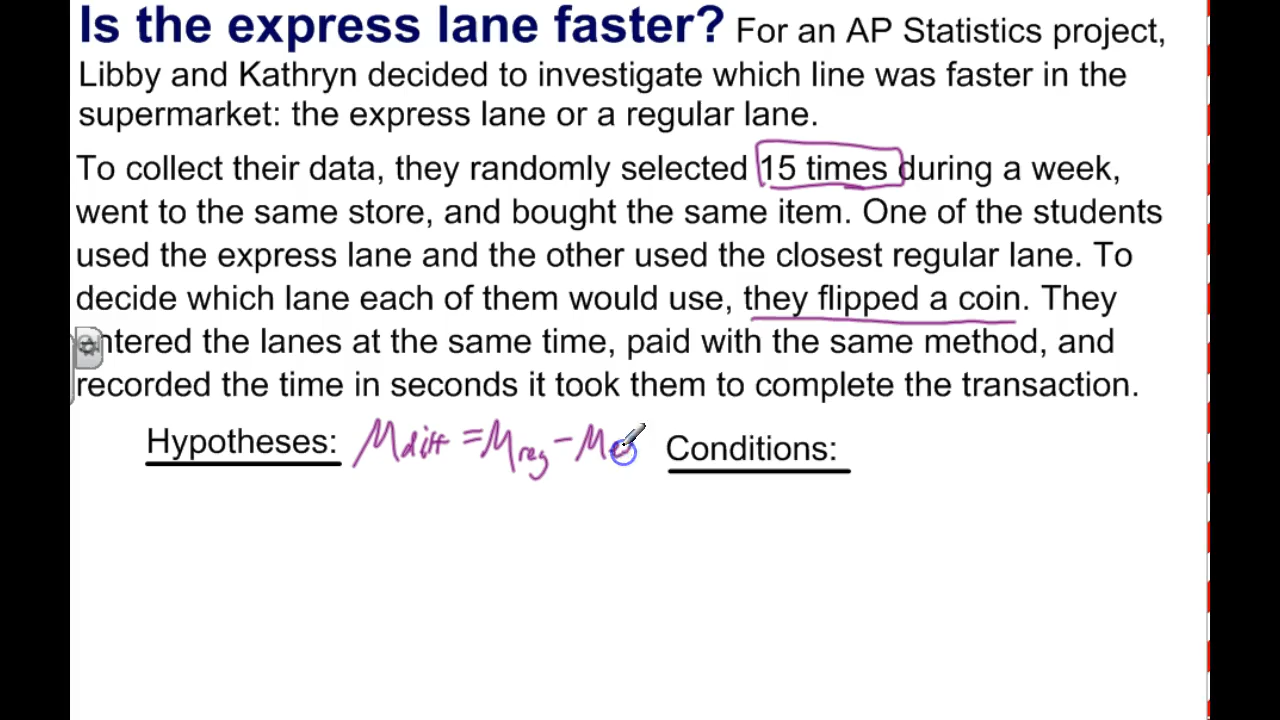 Is the express lane faster? For an AP Statistics project,
Libby and Kathryn decided to investigate which line was faster in the
supermarket: the express lane or a regular lane.
To collect their data, they randomly selected 15 times during a week,
went to the same store, and bought the same item. One of the students
used the express lane and the other used the closest regular lane. To
decide which lane each of them would use, they flipped a coin. They
entered the lanes at the same time, paid with the same method, and
recorded the time in seconds it took them to complete the transaction.
Hypotheses: Mdiff = Mreg - Me Conditions: